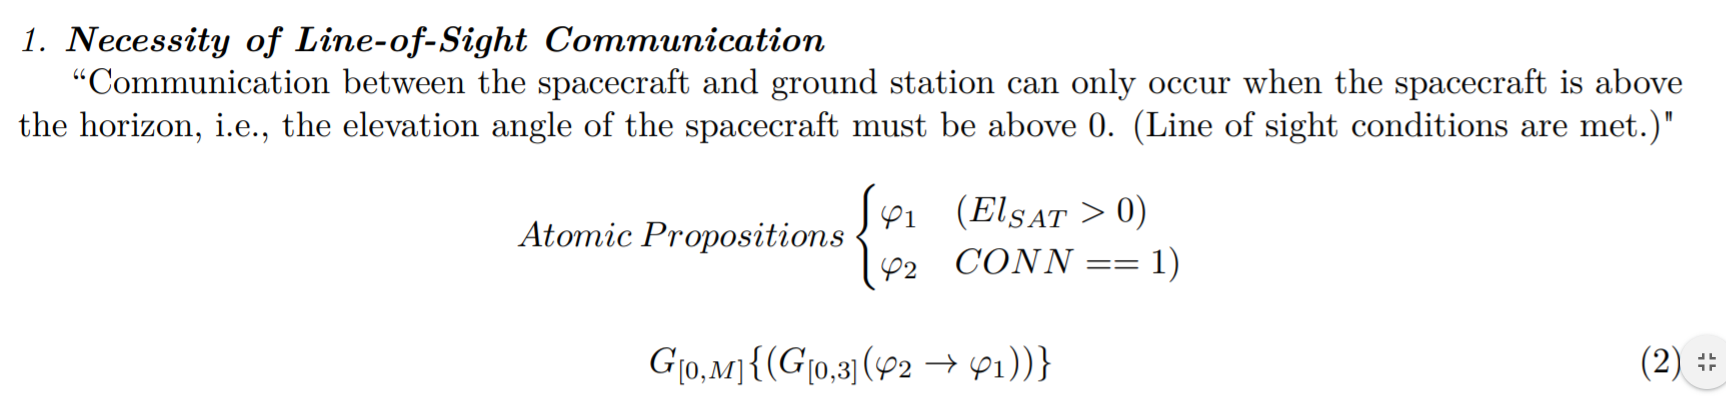 1. Necessity of Line-of-Sight Communication
“Communication between the spacecraft and ground station can only occur when the spacecraft is above
the horizon, i.e., the elevation angle of the spacecraft must be above 0. (Line of sight conditions are met.)"
Atomic Propositions { φ1 (ElSAT > 0)
φ2 CONN == 1)
G[0,M]{(G[0,3](φ2 → φ1))} (2)